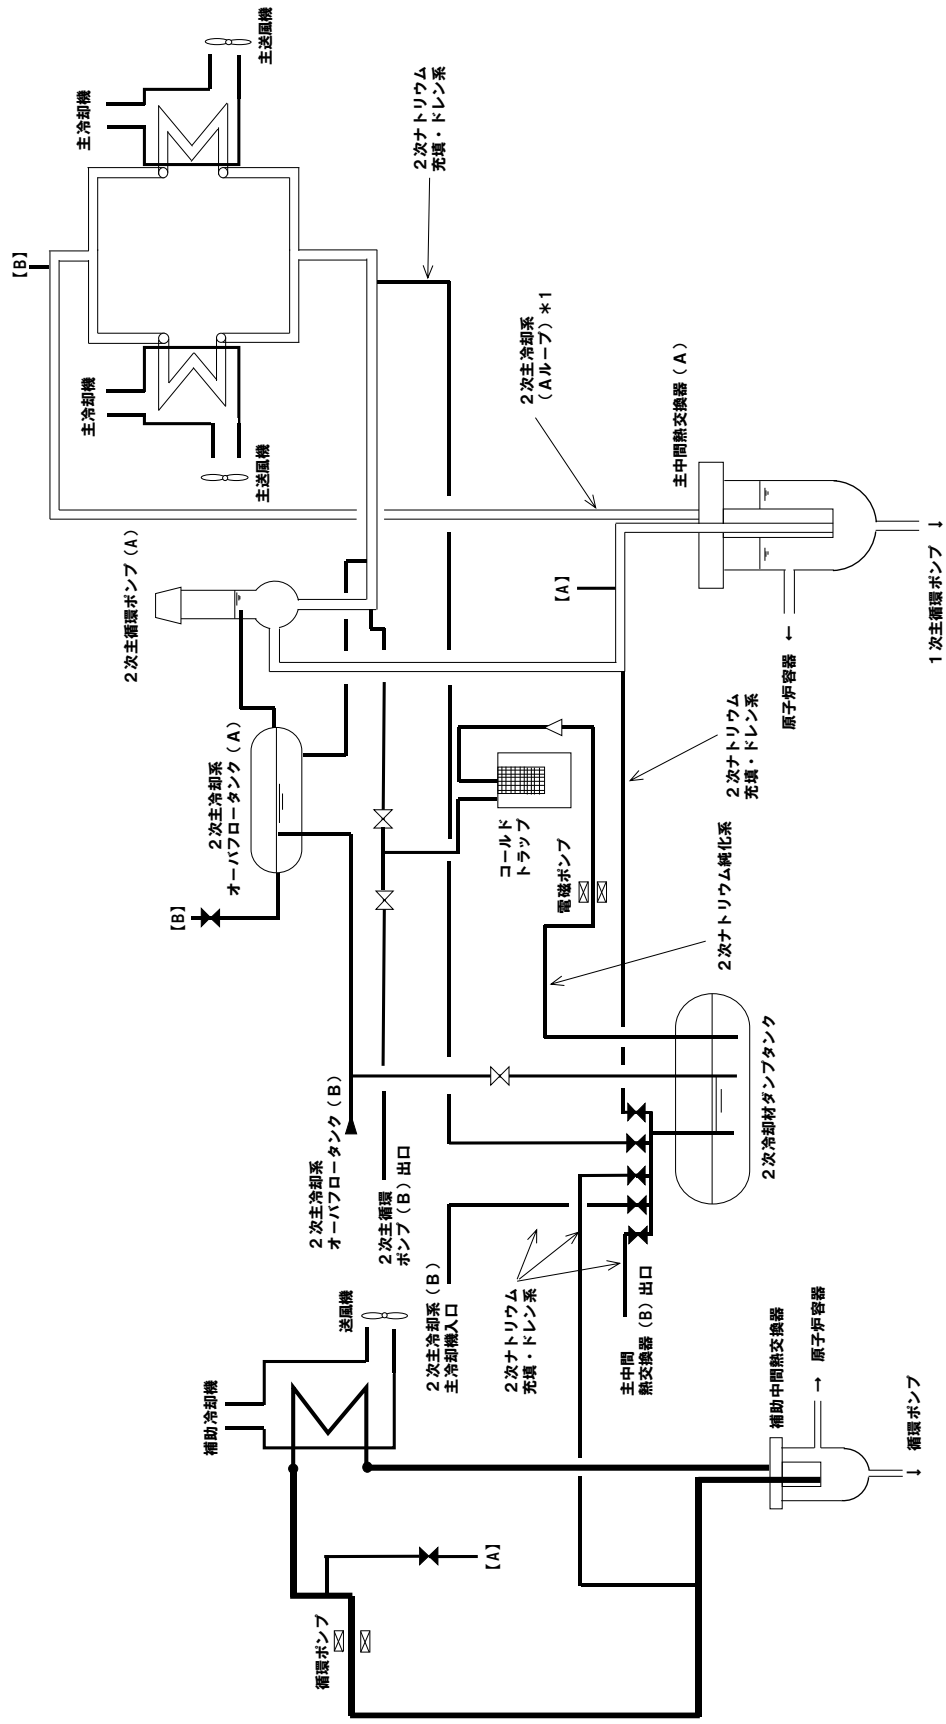 主冷却機
主送風機
【B】
主冷却機
主送風機
2次ナトリウム
充填・ドレン系
2次主冷却系
（Aループ）*1
主中間熱交換器（A）
2次主循環ポンプ（A）
【A】
原子炉容器 →
1次主循環ポンプ ↓
2次主冷却系
オーバフロータンク（A）
【B】
コールド
トラップ
電磁ポンプ
2次ナトリウム
充填・ドレン系
2次ナトリウム純化系
2次冷却材ダンプタンク
2次主冷却系
オーバフロータンク（B）
2次主循環
ポンプ（B）出口
2次主冷却系（B）
主冷却機入口
2次ナトリウム
充填・ドレン系
主中間
熱交換器（B）出口
送風機
補助冷却機
補助中間熱交換器
→ 原子炉容器
↓ 循環ポンプ
【A】
循環ポンプ